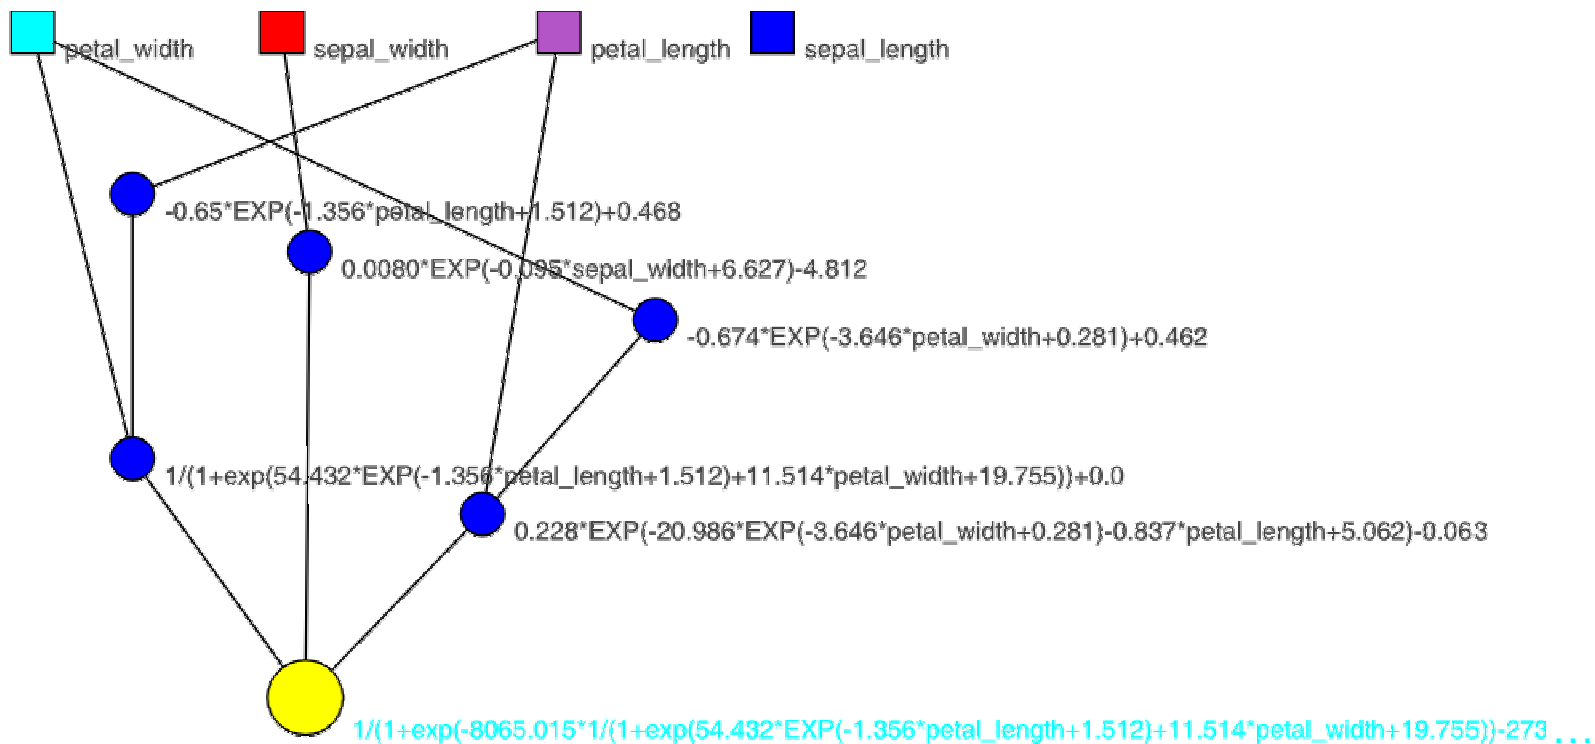 petal_width
sepal_width
petal_length
sepal_length
-0.65*EXP(-1.356*petal_length+1.512)+0.468
0.0080*EXP(-0.095*sepal_width+6.627)-4.812
-0.674*EXP(-3.646*petal_width+0.281)+0.462
1/(1+exp(54.432*EXP(-1.356*petal_length+1.512)+11.514*petal_width+19.755))+0.0
0.228*EXP(-20.986*EXP(-3.646*petal_width+0.281)-0.837*petal_length+5.062)-0.063
1/(1+exp(-8065.015*1/(1+exp(54.432*EXP(-1.356*petal_length+1.512)+11.514*petal_width+19.755))-273 ...